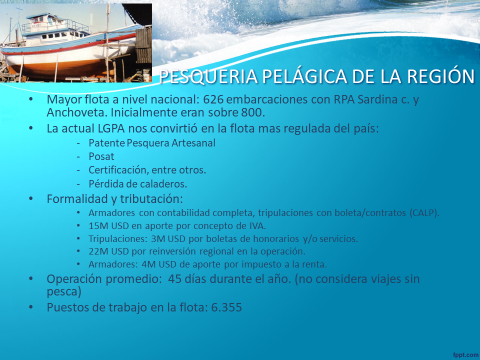 PESQUERIA PELÁGICA DE LA REGIÓN
• Mayor flota a nivel nacional: 626 embarcaciones con RPA Sardina c. y
Anchoveta. Inicialmente eran sobre 800.
• La actual LGPA nos convirtió en la flota mas regulada del país:
- Patente Pesquera Artesanal
- Posat
- Certificación, entre otros.
- Pérdida de caladeros.
• Formalidad y tributación:
• Armadores con contabilidad completa, tripulaciones con boleta/contratos (CALP).
• 15M USD en aporte por concepto de IVA.
• Tripulaciones: 3M USD por boletas de honorarios y/o servicios.
• 22M USD por reinversión regional en la operación.
• Armadores: 4M USD de aporte por impuesto a la renta.
• Operación promedio: 45 días durante el año. (no considera viajes sin
pesca)
• Puestos de trabajo en la flota: 6.355
fppt.com